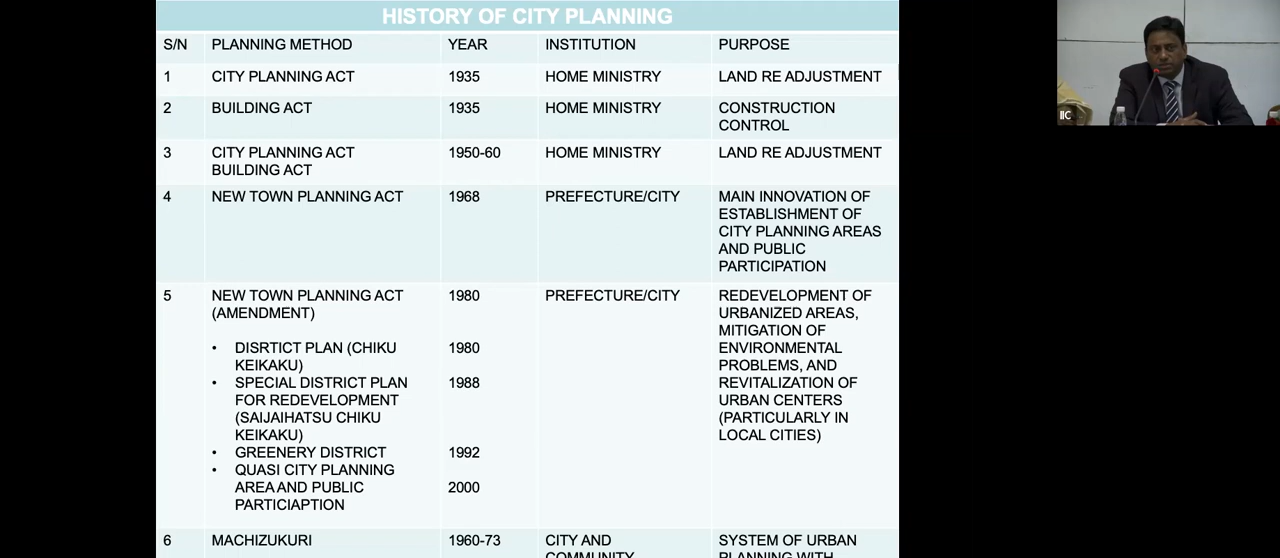 HISTORY OF CITY PLANNING
S/N PLANNING METHOD YEAR INSTITUTION PURPOSE
1 CITY PLANNING ACT 1935 HOME MINISTRY LAND RE ADJUSTMENT
2 BUILDING ACT 1935 HOME MINISTRY CONSTRUCTION
CONTROL
3 CITY PLANNING ACT 1950-60 HOME MINISTRY LAND RE ADJUSTMENT
BUILDING ACT
4 NEW TOWN PLANNING ACT 1968 PREFECTURE/CITY MAIN INNOVATION OF
ESTABLISHMENT OF
CITY PLANNING AREAS
AND PUBLIC
PARTICIPATION
5 NEW TOWN PLANNING ACT 1980 PREFECTURE/CITY REDEVELOPMENT OF
(AMENDMENT) URBANIZED AREAS,
MITIGATION OF
• DISRTICT PLAN (CHIKU 1980 ENVIRONMENTAL
KEIKAKU) PROBLEMS, AND
• SPECIAL DISTRICT PLAN 1988 REVITALIZATION OF
FOR REDEVELOPMENT URBAN CENTERS
(SAIJAIHATSU CHIKU (PARTICULARLY IN
KEIKAKU) LOCAL CITIES)
• GREENERY DISTRICT 1992
• QUASI CITY PLANNING
AREA AND PUBLIC 2000
PARTICIAPTION
6 MACHIZUKURI 1960-73 CITY AND SYSTEM OF URBAN
COMMUNITY PLANNING WITH
IIC